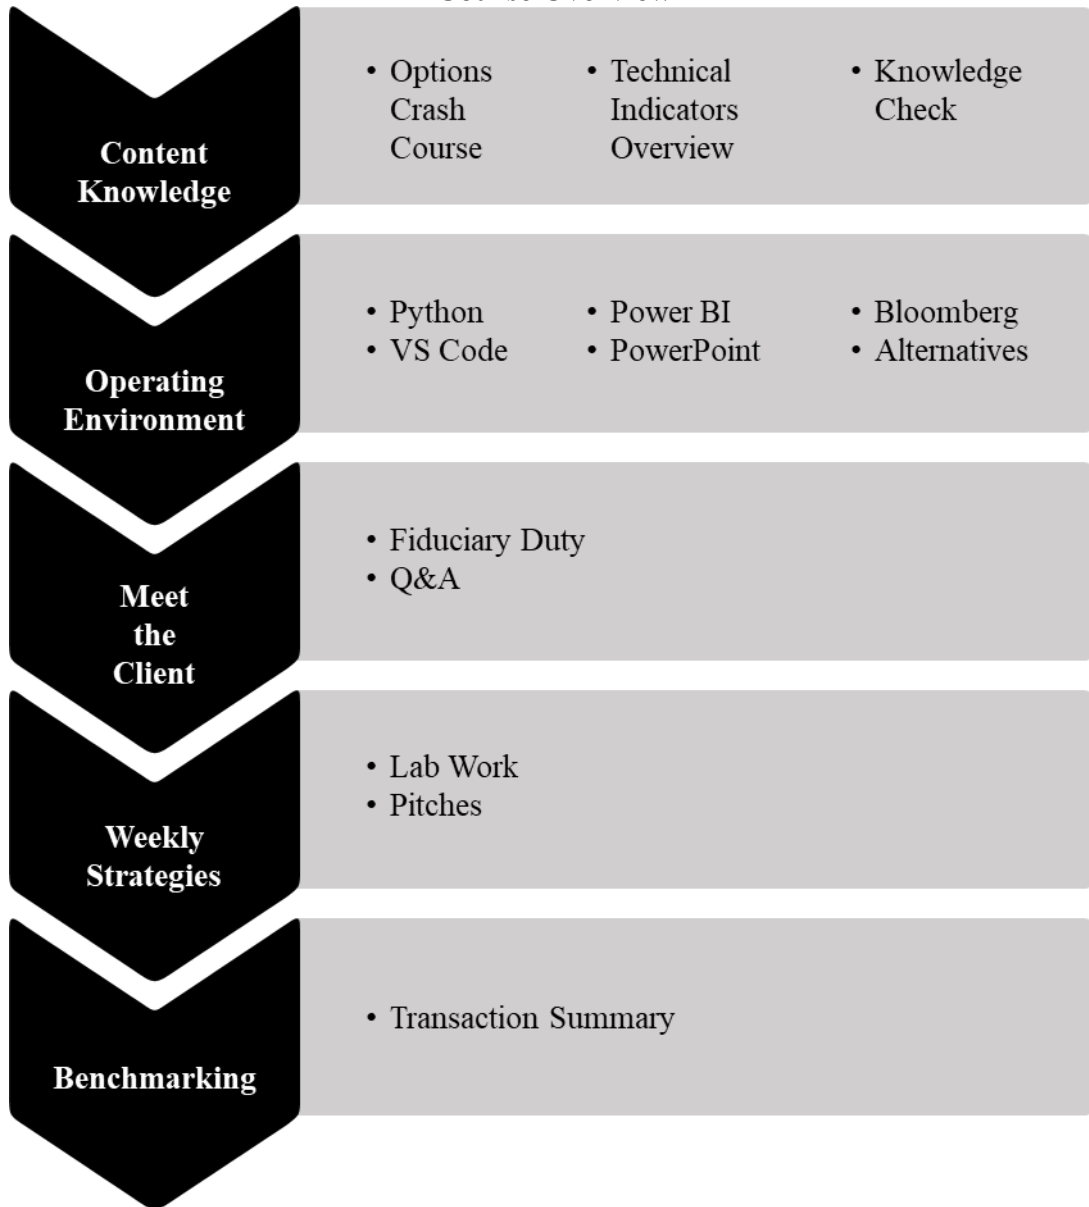 Content
Knowledge
• Options
Crash
Course
• Technical
Indicators
Overview
• Knowledge
Check
Operating
Environment
• Python
• VS Code
• Power BI
• PowerPoint
• Bloomberg
• Alternatives
Meet
the
Client
• Fiduciary Duty
• Q&A
Weekly
Strategies
• Lab Work
• Pitches
Benchmarking
• Transaction Summary